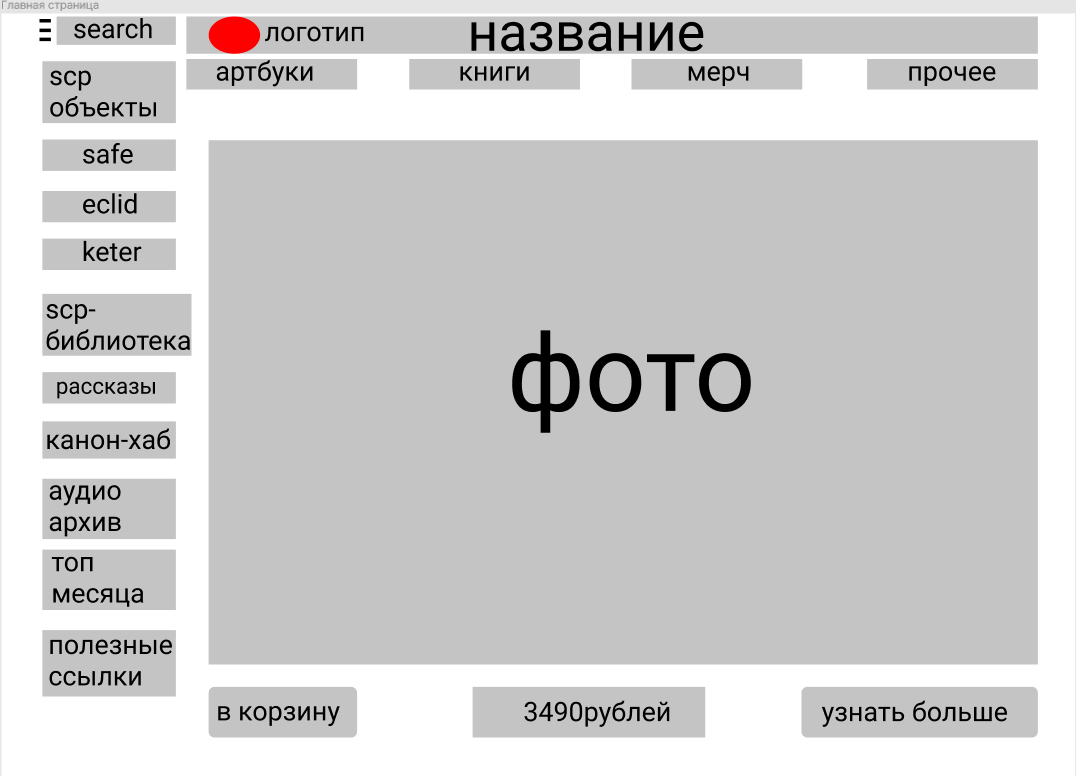 Главная страница
search
логотип
название
артбуки
книги
мерч
прочее
scp
объекты
safe
eclid
keter
scp-
библиотека
рассказы
канон-хаб
аудио
архив
топ
месяца
полезные
ссылки
фото
в корзину
3490рублей
узнать больше